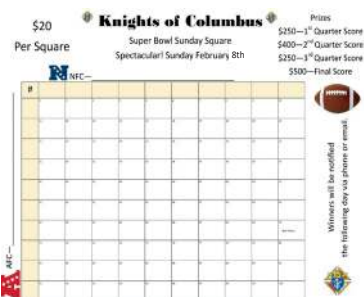 $20
Per Square
Knights of Columbus
Super Bowl Sunday Square
Spectacular! Sunday February 8th
Prizes
$250—1st Quarter Score
$400—2nd Quarter Score
$250—3rd Quarter Score
$500—Final Score
N NFC—
AFC—
A
Winners will be notified
the following day via phone or email.